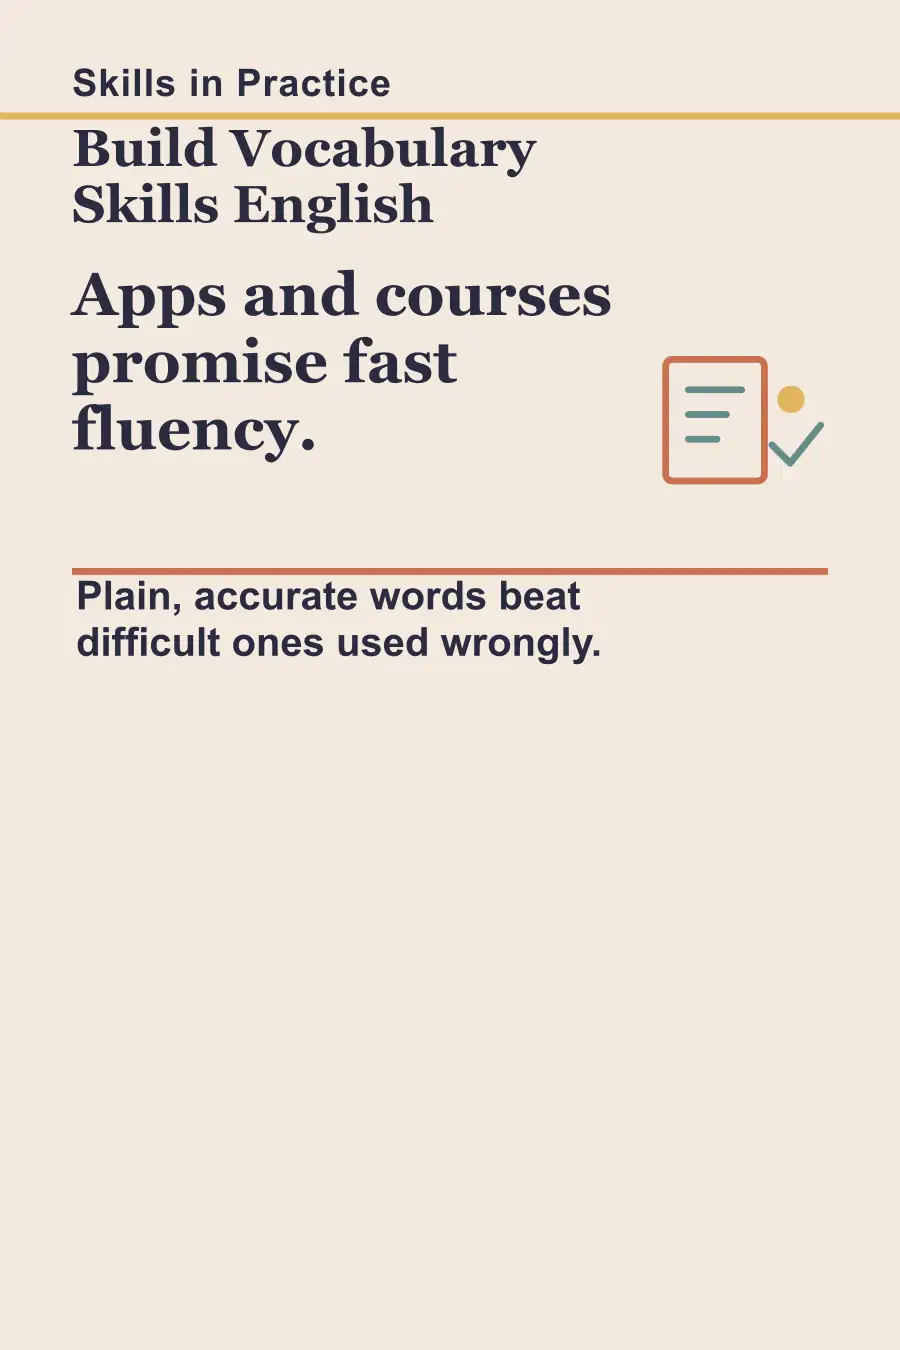 Skills in Practice
Build Vocabulary
Skills English
Apps and courses
promise fast
fluency.
Plain, accurate words beat
difficult ones used wrongly.